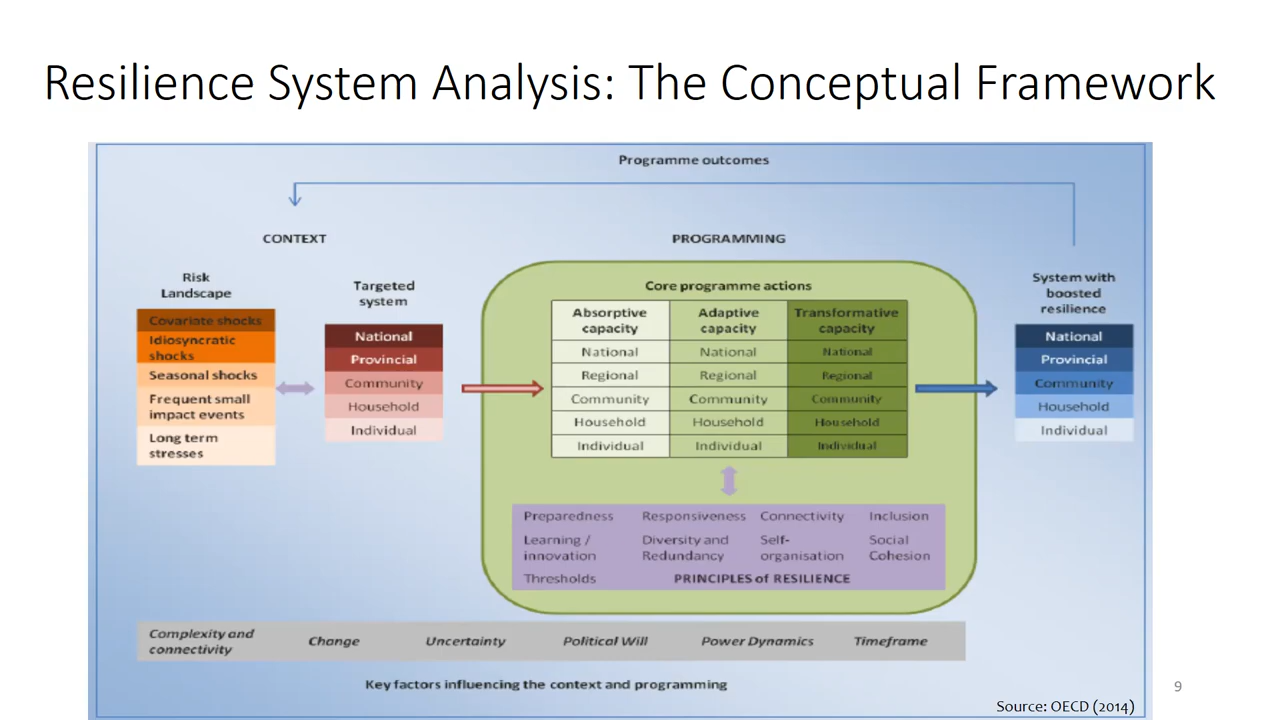 Resilience System Analysis: The Conceptual Framework
Programme outcomes
CONTEXT
PROGRAMMING
Risk
Landscape
Covariate shocks
Idiosyncratic
shocks
Seasonal shocks
Frequent small
impact events
Long term
stresses
Targeted
system
National
Provincial
Community
Household
Individual
Core programme actions
Absorptive capacity
Adaptive capacity
Transformative capacity
National National National
Regional Regional Regional
Community Community Community
Household Household Household
Individual Individual Individual
Preparedness Responsiveness Connectivity Inclusion
Learning / innovation
Diversity and Redundancy
Self-organisation
Social Cohesion
Thresholds
PRINCIPLES of RESILIENCE
System with
boosted
resilience
National
Provincial
Community
Household
Individual
Complexity and
connectivity
Change
Uncertainty
Political Will
Power Dynamics
Timeframe
Key factors influencing the context and programming
9
Source: OECD (2014)